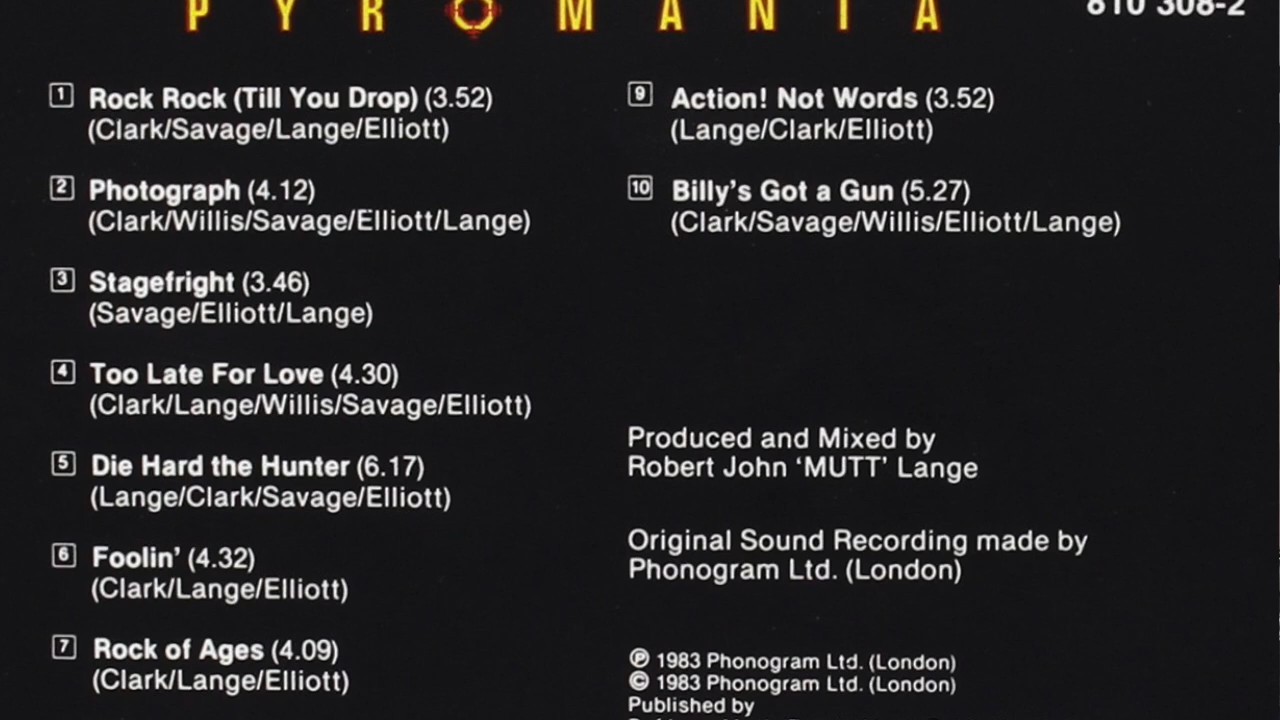 PYROMANIA
810 308-2
1 Rock Rock (Till You Drop) (3.52)
(Clark/Savage/Lange/Elliott)
2 Photograph (4.12)
(Clark/Willis/Savage/Elliott/Lange)
3 Stagefright (3.46)
(Savage/Elliott/Lange)
4 Too Late For Love (4.30)
(Clark/Lange/Willis/Savage/Elliott)
5 Die Hard the Hunter (6.17)
(Lange/Clark/Savage/Elliott)
6 Foolin' (4.32)
(Clark/Lange/Elliott)
7 Rock of Ages (4.09)
(Clark/Lange/Elliott)
9 Action! Not Words (3.52)
(Lange/Clark/Elliott)
10 Billy's Got a Gun (5.27)
(Clark/Savage/Willis/Elliott/Lange)
Produced and Mixed by
Robert John 'MUTT' Lange
Original Sound Recording made by
Phonogram Ltd. (London)
℗ 1983 Phonogram Ltd. (London)
© 1983 Phonogram Ltd. (London)
Published by